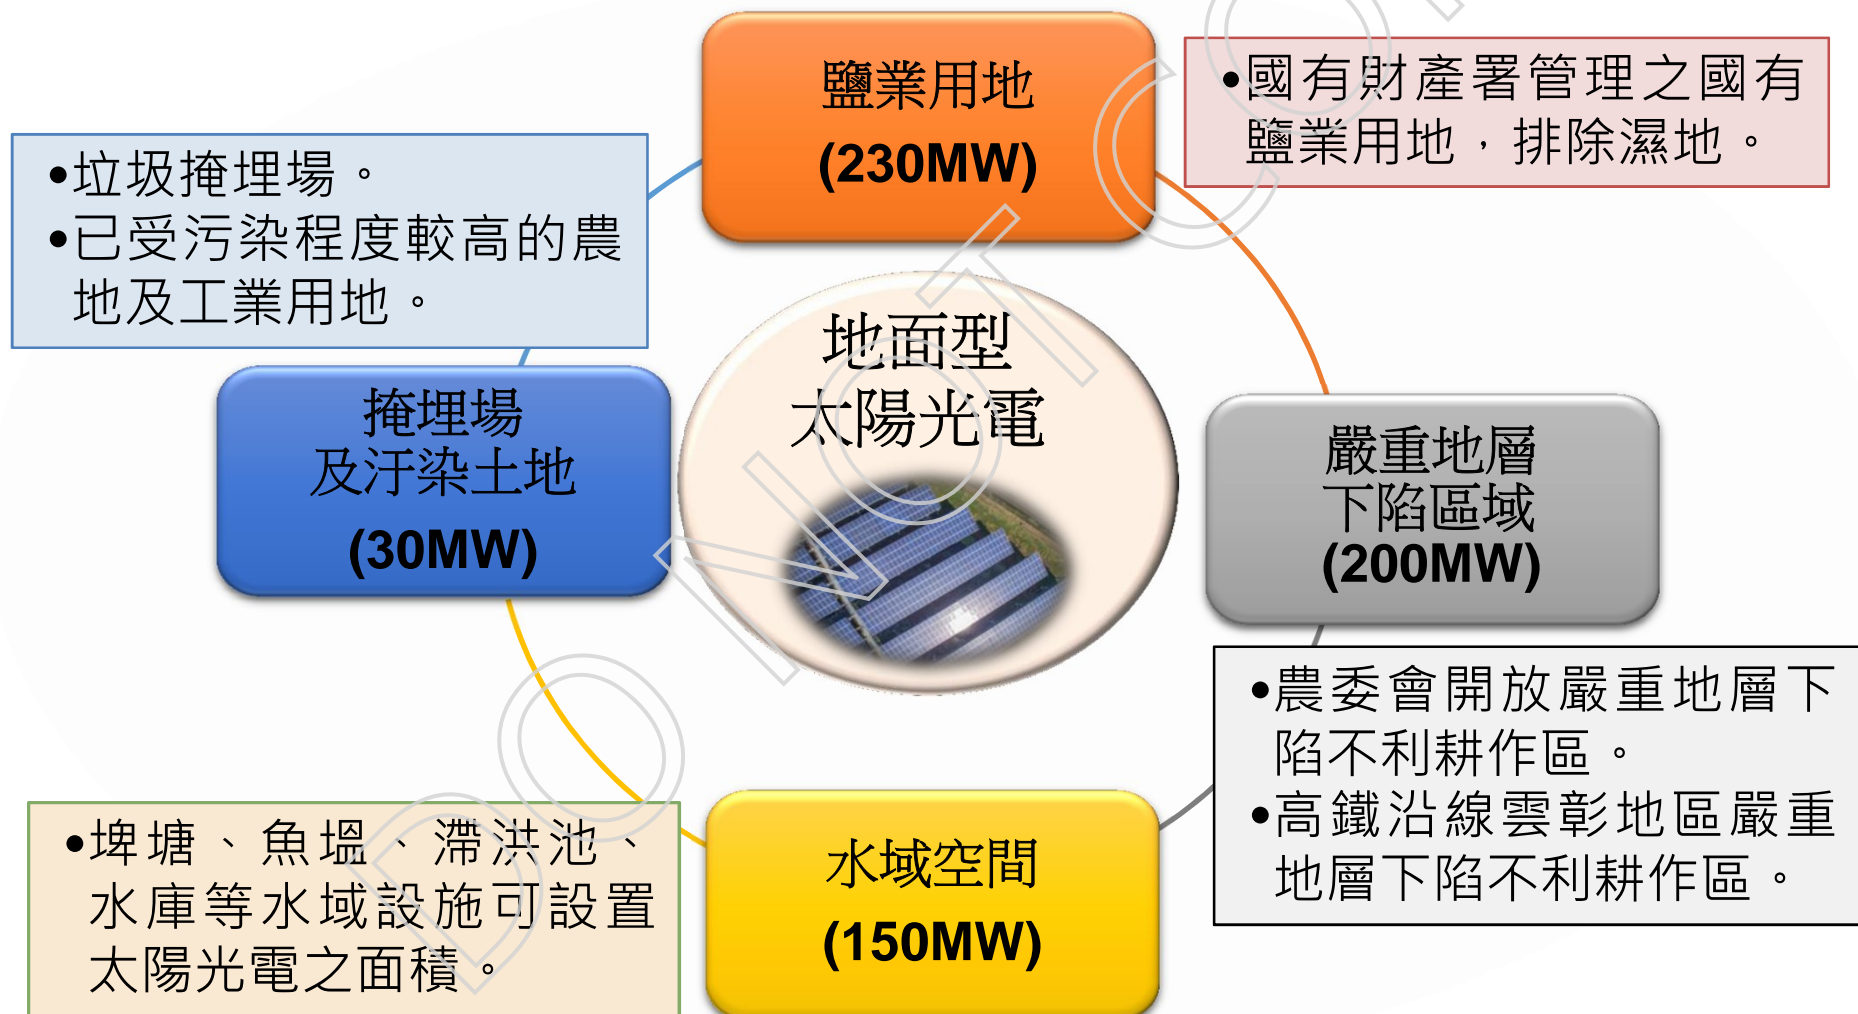 鹽業用地
(230MW)
•國有財產署管理之國有
鹽業用地，排除濕地。
•垃圾掩埋場。
•已受污染程度較高的農
地及工業用地。
地面型
太陽光電
掩埋場
及汙染土地
(30MW)
嚴重地層
下陷區域
(200MW)
•農委會開放嚴重地層下
陷不利耕作區。
•高鐵沿線雲彰地區嚴重
地層下陷不利耕作區。
水域空間
(150MW)
•埤塘、魚塭、滯洪池、
水庫等水域設施可設置
太陽光電之面積。
DO NOT CO